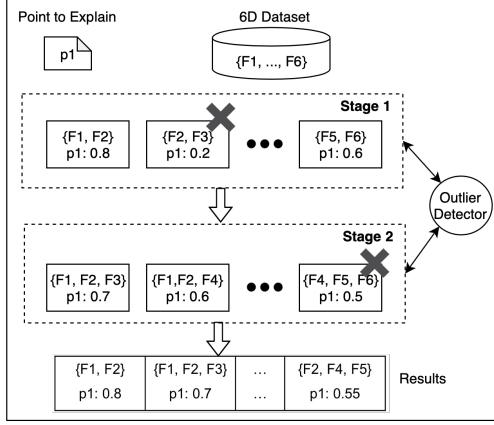 Point to Explain
6D Dataset
p1
{F1, ..., F6}
Stage 1
{F1, F2}
p1: 0.8
{F2, F3}
p1: 0.2
{F5, F6}
p1: 0.6
Outlier
Detector
Stage 2
{F1, F2, F3}
p1: 0.7
{F1,F2, F4}
p1: 0.6
{F4, F5, F6}
p1: 0.5
{F1, F2}
{F1, F2, F3}
...
{F2, F4, F5}
p1: 0.8
p1: 0.7
...
p1: 0.55
Results